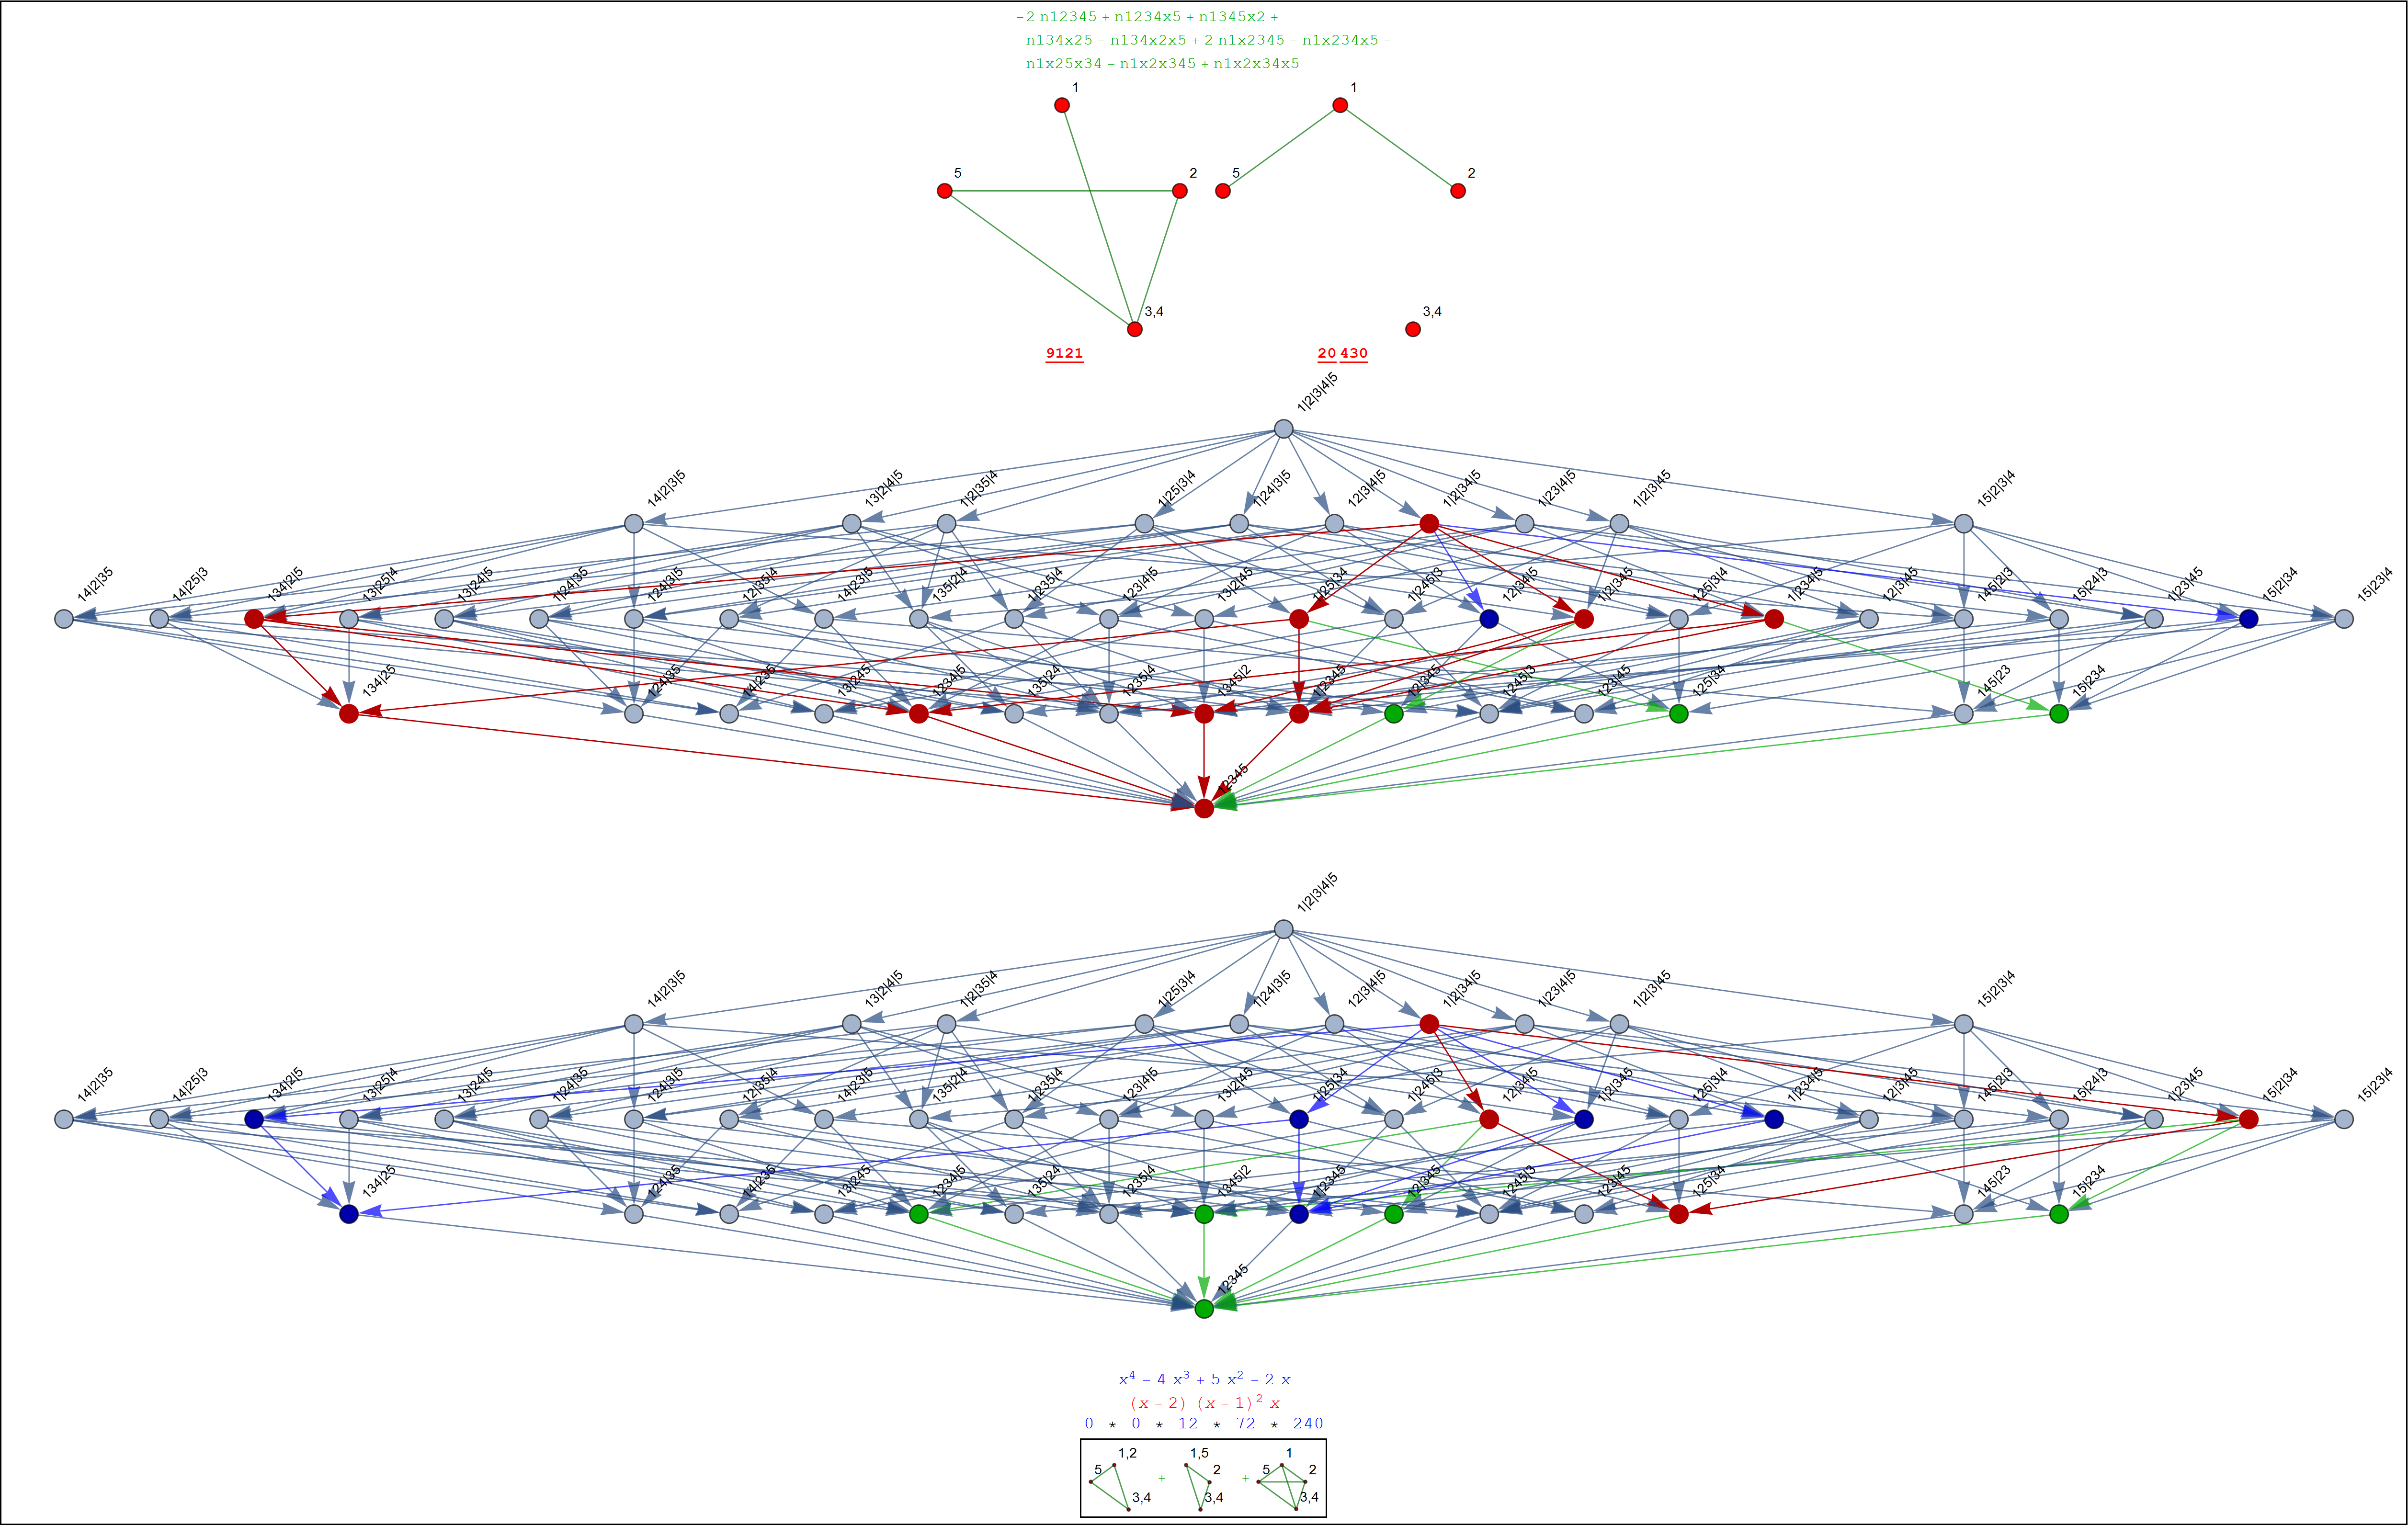 −2 n12345 + n1234x5 + n1345x2 +
n134x25 − n134x2x5 + 2 n1x2345 − n1x234x5 −
n1x25x34 − n1x2x345 + n1x2x34x5
1 1
5 2 5 2
3,4 3,4
9121 20 430
1|2|3|4|5
14|2|3|5 13|2|4|5 1|2|35|4 1|25|3|4 1|24|3|5 12|3|4|5 1|2|34|5 1|23|4|5 1|2|3|45 15|2|3|4
14|2|35 14|25|3 134|2|5 13|25|4 13|24|5 1|24|35 124|3|5 12|35|4 14|23|5 135|2|4 1|235|4 123|4|5 13|2|45 1|25|34 1|245|3 12|34|5 1|2|345 125|3|4 1|234|5 12|3|45 145|2|3 15|24|3 1|23|45 15|2|34 15|23|4
134|25 124|35 14|235 13|245 1234|5 135|24 1235|4 1345|2 1|2345 12|345 1245|3 123|45 125|34 145|23 15|234
12345
1|2|3|4|5
14|2|3|5 13|2|4|5 1|2|35|4 1|25|3|4 1|24|3|5 12|3|4|5 1|2|34|5 1|23|4|5 1|2|3|45 15|2|3|4
14|2|35 14|25|3 134|2|5 13|25|4 13|24|5 1|24|35 124|3|5 12|35|4 14|23|5 135|2|4 1|235|4 123|4|5 13|2|45 1|25|34 1|245|3 12|34|5 1|2|345 125|3|4 1|234|5 12|3|45 145|2|3 15|24|3 1|23|45 15|2|34 15|23|4
134|25 124|35 14|235 13|245 1234|5 135|24 1235|4 1345|2 1|2345 12|345 1245|3 123|45 125|34 145|23 15|234
12345
x⁴ − 4 x³ + 5 x² − 2 x
(x − 2) (x − 1)² x
0 * 0 * 12 * 72 * 240
1,2 1,5 1
5 + 2 + 5 2
3,4 3,4 3,4